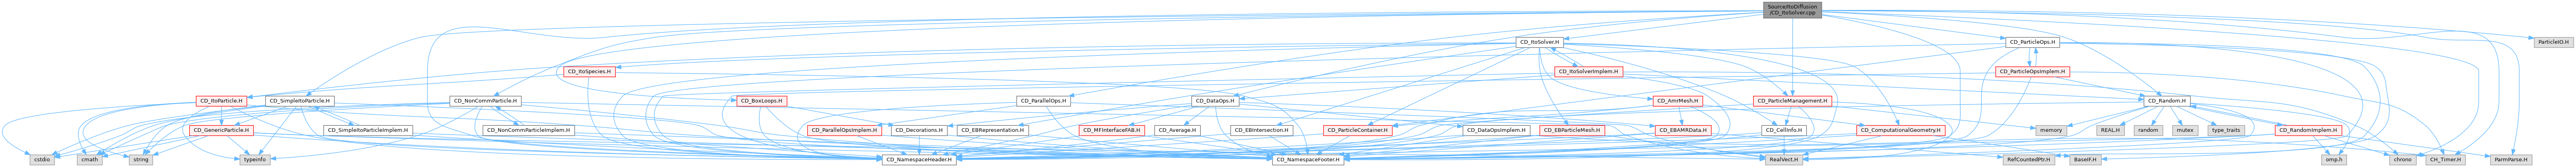 Source/ItoDiffusion
/CD_ItoSolver.cpp
CD_ItoSolver.H
CD_ParticleOps.H
ParticleIO.H
CD_ItoSpecies.H
CD_ItoSolverImplem.H
CD_ParticleOpsImplem.H
CD_ItoParticle.H
CD_SimpleItoParticle.H
CD_NonCommParticle.H
CD_BoxLoops.H
CD_ParallelOps.H
CD_DataOps.H
CD_AmrMesh.H
CD_ParticleManagement.H
CD_Random.H
CD_GenericParticle.H
CD_SimpleItoParticleImplem.H
CD_NonCommParticleImplem.H
CD_ParallelOpsImplem.H
CD_Decorations.H
CD_EBRepresentation.H
CD_MFInterfaceFAB.H
CD_Average.H
CD_EBIntersection.H
CD_ParticleContainer.H
CD_DataOpsImplem.H
CD_EBParticleMesh.H
CD_EBAMRData.H
CD_CellInfo.H
CD_ComputationalGeometry.H
memory
REAL.H
random
mutex
type_traits
CD_RandomImplem.H
cstdio
cmath
string
typeinfo
CD_NamespaceHeader.H
CD_NamespaceFooter.H
RealVect.H
RefCountedPtr.H
BaseIF.H
omp.h
chrono
CH_Timer.H
ParmParse.H